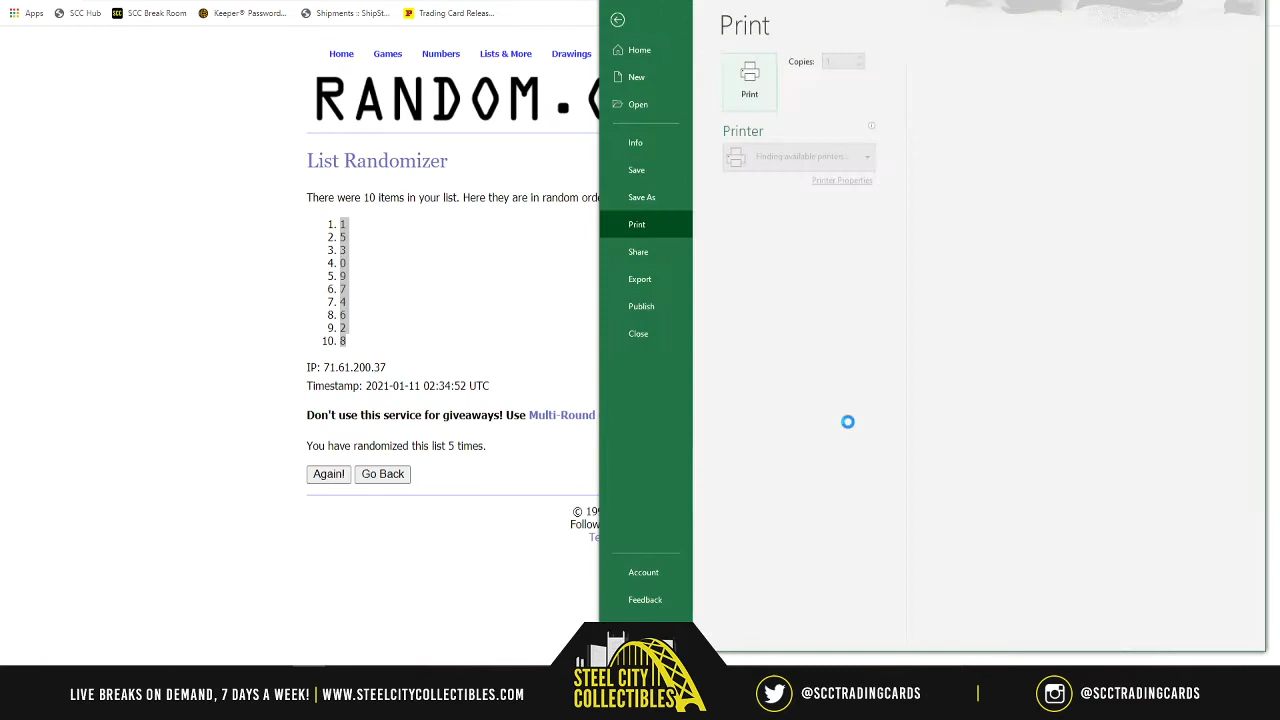 Apps
SCC Hub
SCC Break Room
Keeper® Password...
Shipments :: ShipSt...
Trading Card Releas...
Home
Games
Numbers
Lists & More
Drawings
RANDOM.
List Randomizer
There were 10 items in your list. Here they are in random orde
1. 1
2. 5
3. 3
4. 0
5. 9
6. 7
7. 4
8. 6
9. 2
10. 8
IP: 71.61.200.37
Timestamp: 2021-01-11 02:34:52 UTC
Don't use this service for giveaways! Use Multi-Round
You have randomized this list 5 times.
Again!
Go Back
© 199
Follow
Te
Home
New
Open
Info
Save
Save As
Print
Share
Export
Publish
Close
Account
Feedback
Print
Print
Copies: 1
Printer
Finding available printers...
Printer Properties
LIVE BREAKS ON DEMAND, 7 DAYS A WEEK! | WWW.STEELCITYCOLLECTIBLES.COM
STEEL CITY
COLLECTIBLES
@SCCTRADINGCARDS
@SCCTRADINGCARDS